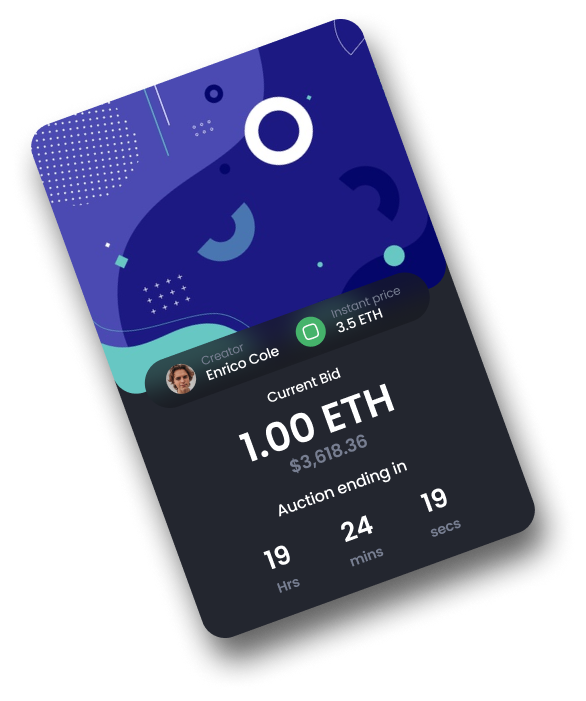 Creator
Enrico Cole
Instant price
3.5 ETH
Current Bid
1.00 ETH
$3,618.36
Auction ending in
19 24 19
Hrs mins secs